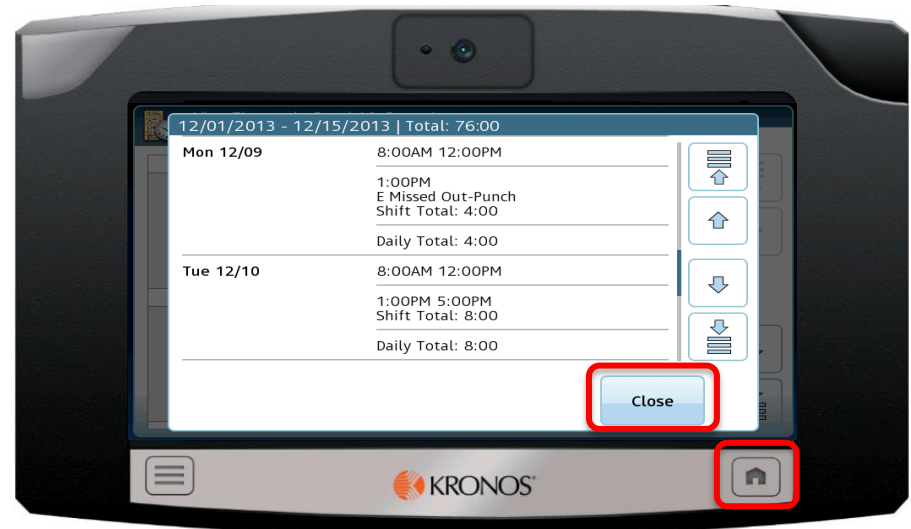 12/01/2013 - 12/15/2013 | Total: 76:00
Mon 12/09
8:00AM 12:00PM
1:00PM
E Missed Out-Punch
Shift Total: 4:00
Daily Total: 4:00
Tue 12/10
8:00AM 12:00PM
1:00PM 5:00PM
Shift Total: 8:00
Daily Total: 8:00
Close
KRONOS